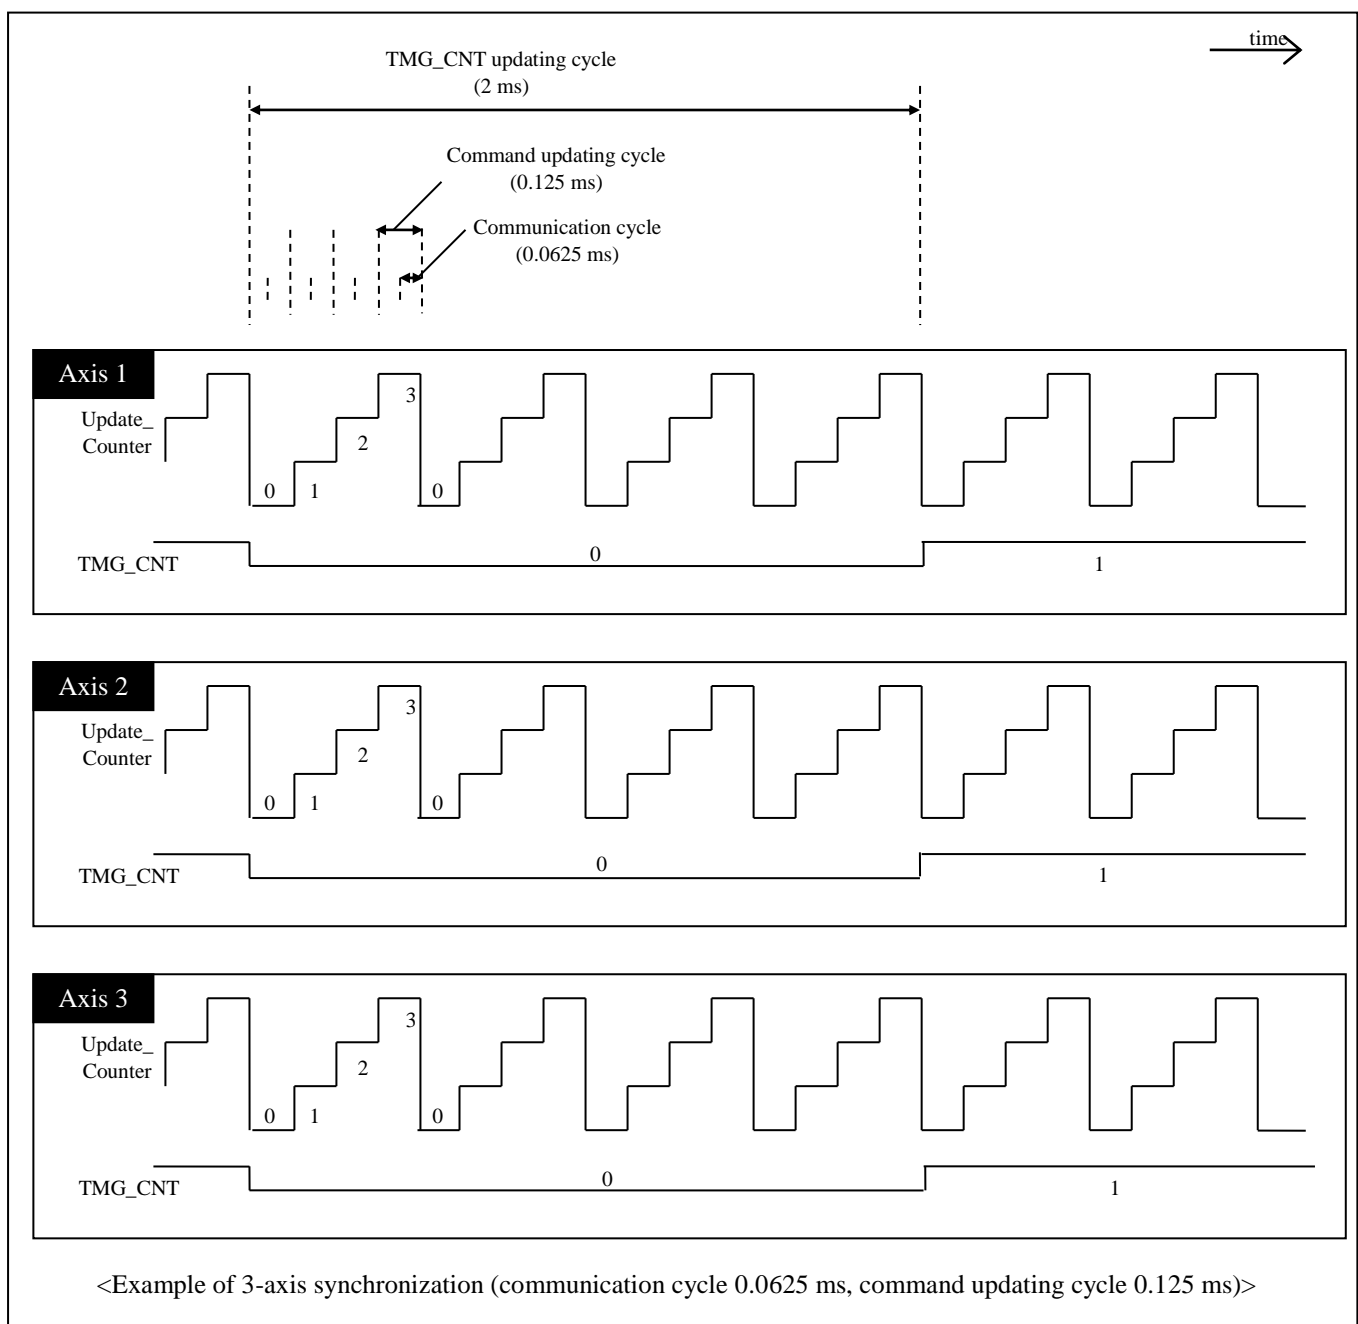 time
TMG_CNT updating cycle
(2 ms)
Command updating cycle
(0.125 ms)
Communication cycle
(0.0625 ms)
Axis 1
Update_
Counter
3
2
0
1
0
TMG_CNT
0
1
Axis 2
Update_
Counter
3
2
0
1
0
TMG_CNT
0
1
Axis 3
Update_
Counter
3
2
0
1
0
TMG_CNT
0
1
<Example of 3-axis synchronization (communication cycle 0.0625 ms, command updating cycle 0.125 ms)>